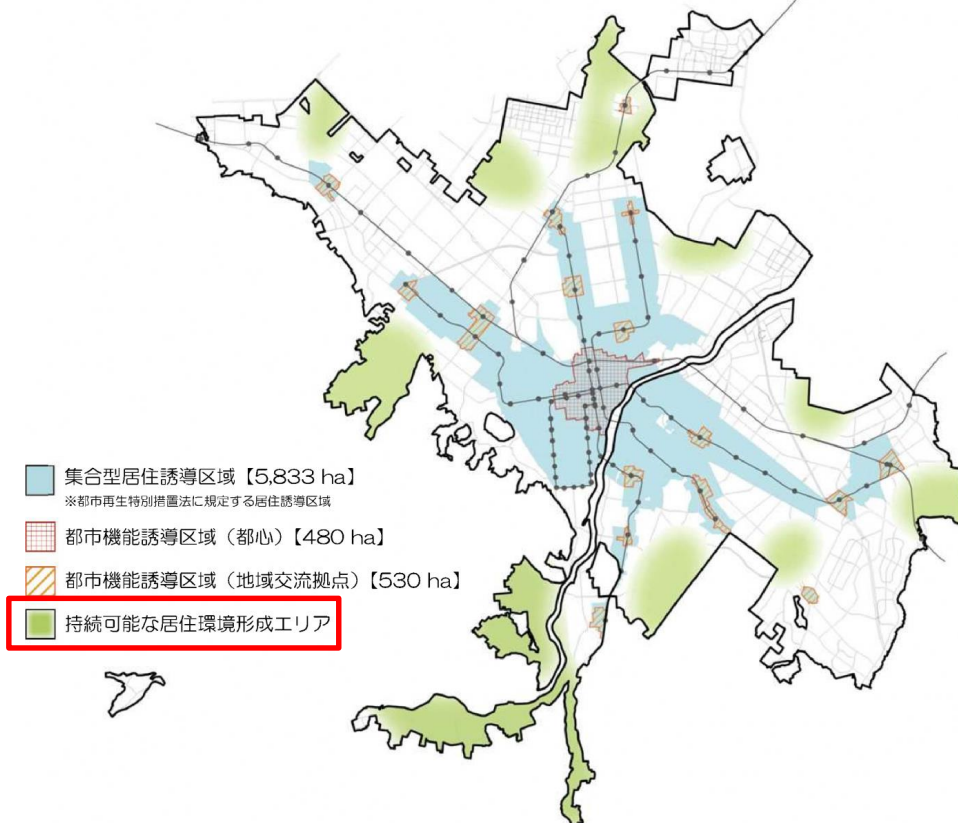 集合型居住誘導区域【5,833 ha】
※都市再生特別措置法に規定する居住誘導区域
都市機能誘導区域（都心）【480 ha】
都市機能誘導区域（地域交流拠点）【530 ha】
持続可能な居住環境形成エリア